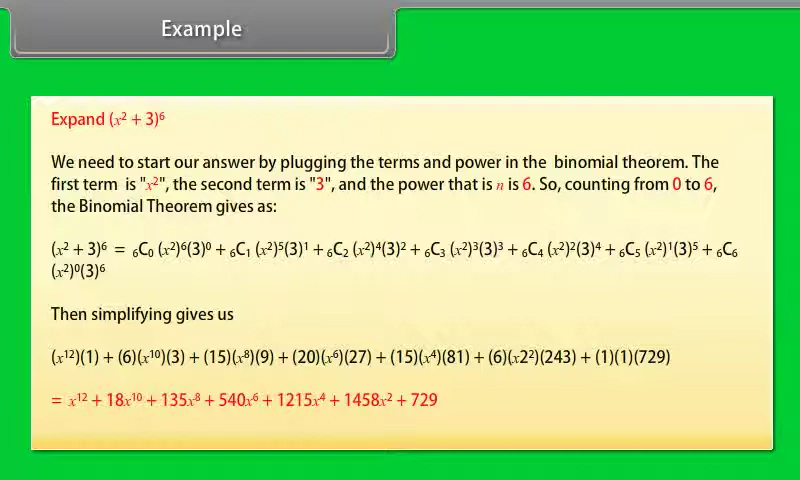 Example
Expand (x² + 3)⁶
We need to start our answer by plugging the terms and power in the binomial theorem. The
first term is "x²", the second term is "3", and the power that is n is 6. So, counting from 0 to 6,
the Binomial Theorem gives as:
(x² + 3)⁶ = ₆C₀ (x²)⁶(3)⁰ + ₆C₁ (x²)⁵(3)¹ + ₆C₂ (x²)⁴(3)² + ₆C₃ (x²)³(3)³ + ₆C₄ (x²)²(3)⁴ + ₆C₅ (x²)¹(3)⁵ + ₆C₆
(x²)⁰(3)⁶
Then simplifying gives us
(x¹²)(1) + (6)(x¹⁰)(3) + (15)(x⁸)(9) + (20)(x⁶)(27) + (15)(x⁴)(81) + (6)(x2²)(243) + (1)(1)(729)
= x¹² + 18x¹⁰ + 135x⁸ + 540x⁶ + 1215x⁴ + 1458x² + 729